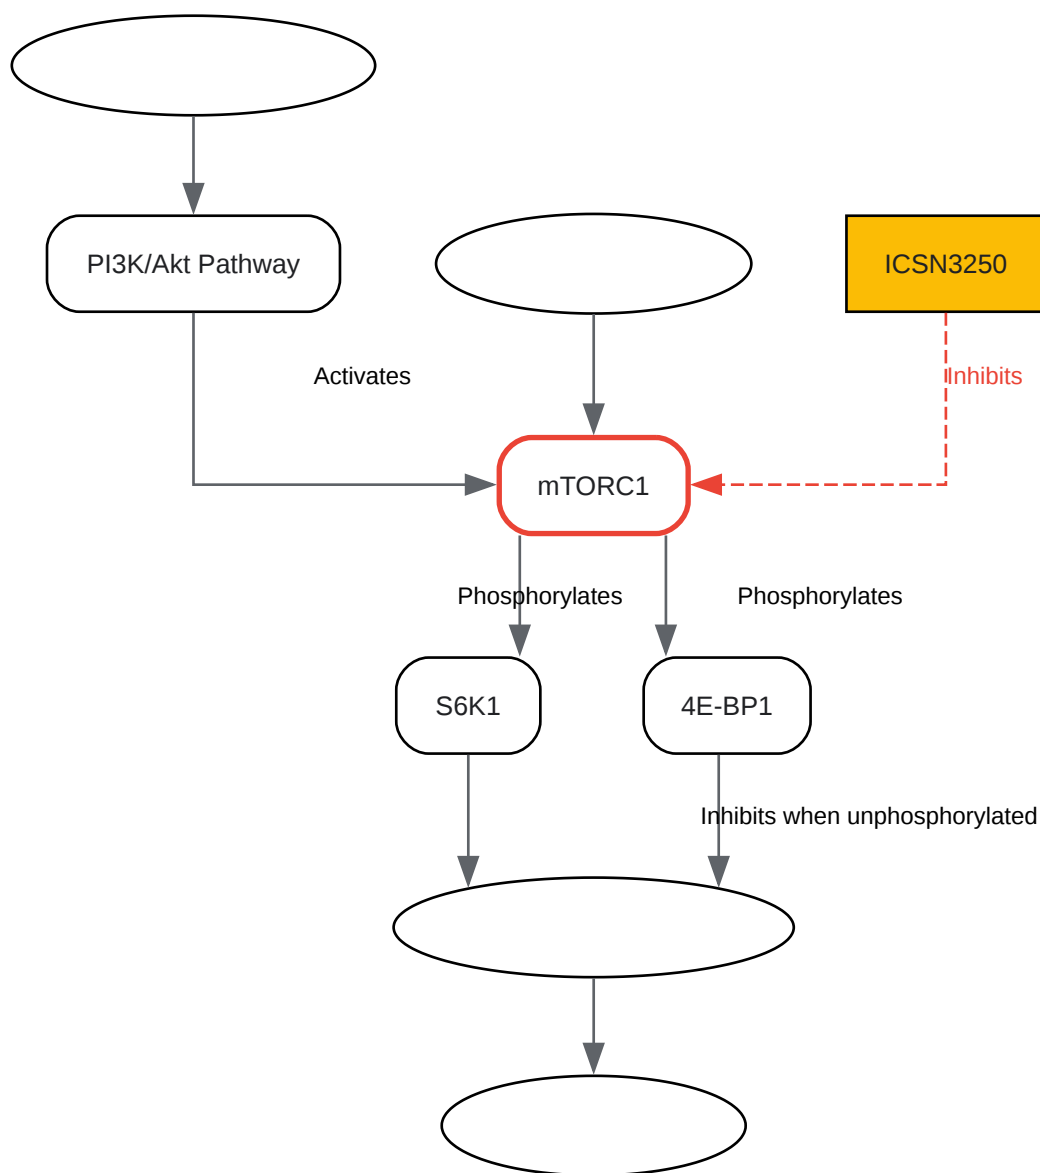 PI3K/Akt Pathway
ICSN3250
Activates
Inhibits
mTORC1
Phosphorylates
Phosphorylates
S6K1
4E-BP1
Inhibits when unphosphorylated